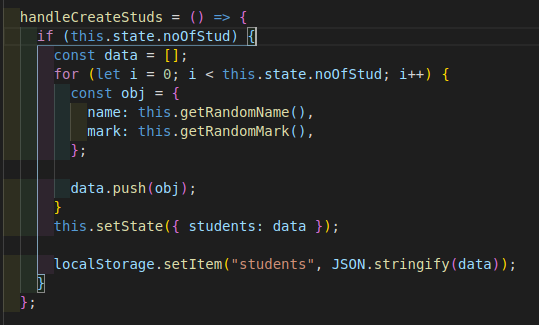 handleCreateStuds = () => {
  if (this.state.noOfStud) {
    const data = [];
    for (let i = 0; i < this.state.noOfStud; i++) {
      const obj = {
        name: this.getRandomName(),
        mark: this.getRandomMark(),
      };

      data.push(obj);
    }
    this.setState({ students: data });

    localStorage.setItem("students", JSON.stringify(data));
  }
};